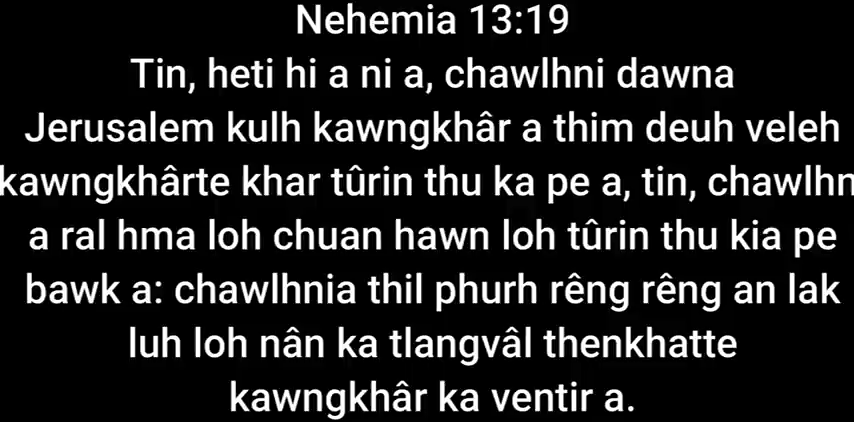 Nehemia 13:19
Tin, heti hi a ni a, chawlhni dawna
Jerusalem kulh kawngkhâr a thim deuh veleh
kawngkhârte khar tûrin thu ka pe a, tin, chawlhn
a ral hma loh chuan hawn loh tûrin thu kia pe
bawk a: chawlhnia thil phurh rêng rêng an lak
luh loh nân ka tlangvâl thenkhatte
kawngkhâr ka ventir a.